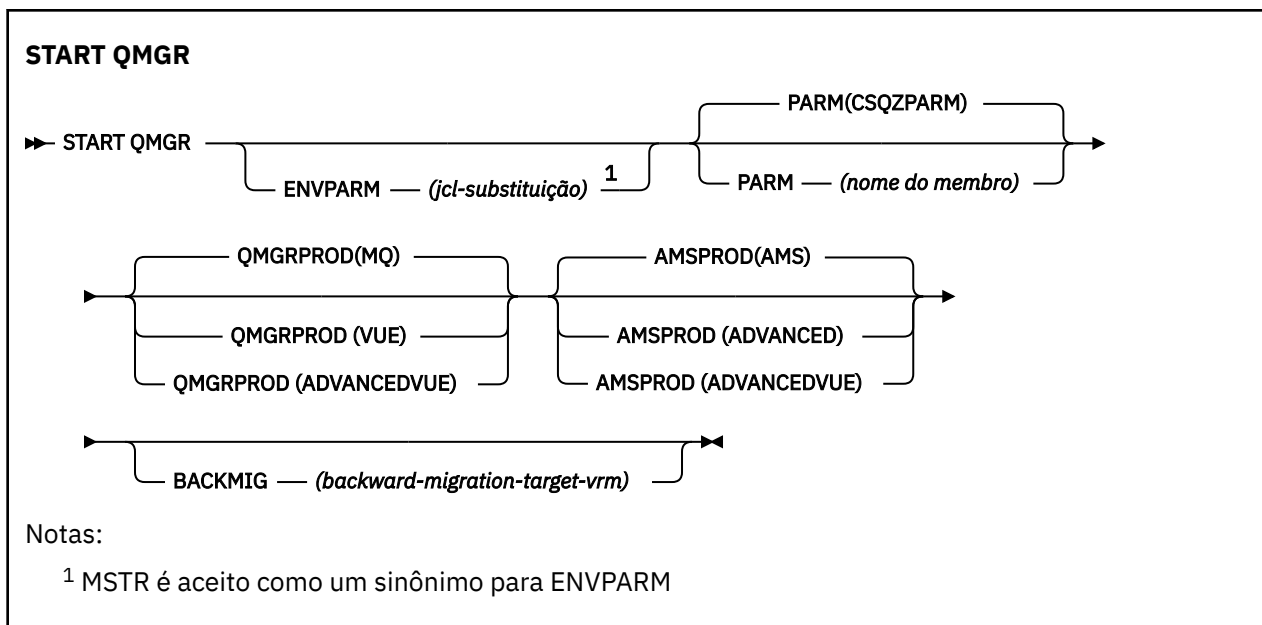 START QMGR
PARM(CSQZPARM)
START QMGR
ENVPARM (jcl-substituição) 1
PARM (nome do membro)
QMGRPROD(MQ) AMSPROD(AMS)
QMGRPROD (VUE) AMSPROD (ADVANCED)
QMGRPROD (ADVANCEDVUE) AMSPROD (ADVANCEDVUE)
BACKMIG (backward-migration-target-vrm)
Notas:
1 MSTR é aceito como um sinônimo para ENVPARM